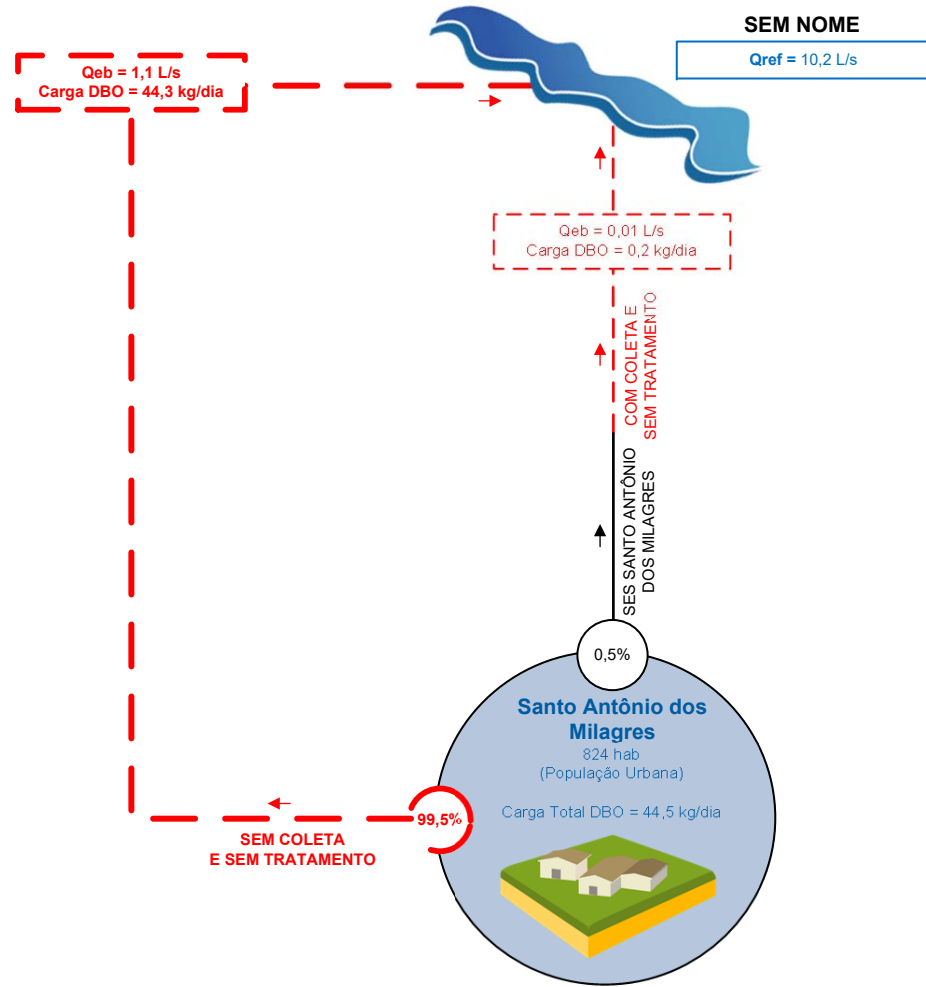 SEM NOME
Qref = 10,2 L/s
Qeb = 1,1 L/s
Carga DBO = 44,3 kg/dia
Qeb = 0,01 L/s
Carga DBO = 0,2 kg/dia
COM COLETA E
SEM TRATAMENTO
SES SANTO ANTÔNIO
DOS MILAGRES
0,5%
Santo Antônio dos
Milagres
824 hab
(População Urbana)
Carga Total DBO = 44,5 kg/dia
99,5%
SEM COLETA
E SEM TRATAMENTO